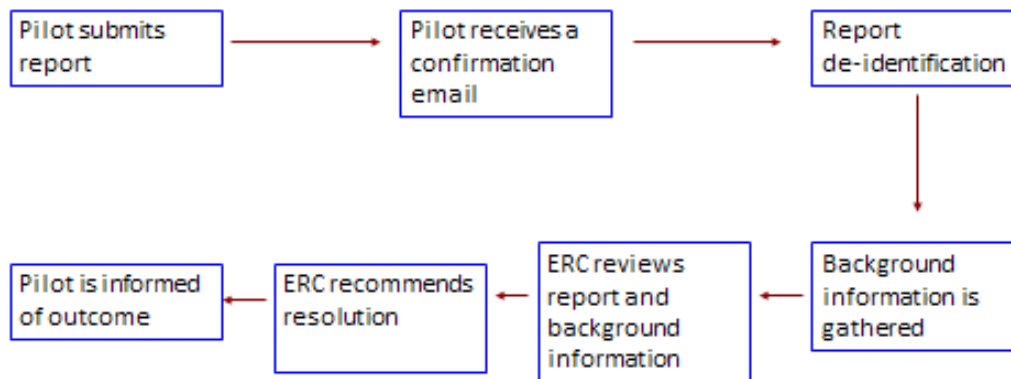 Pilot submits
report
Pilot receives a
confirmation
email
Report
de-identification
Background
information is
gathered
ERC reviews
report and
background
information
ERC recommends
resolution
Pilot is informed
of outcome